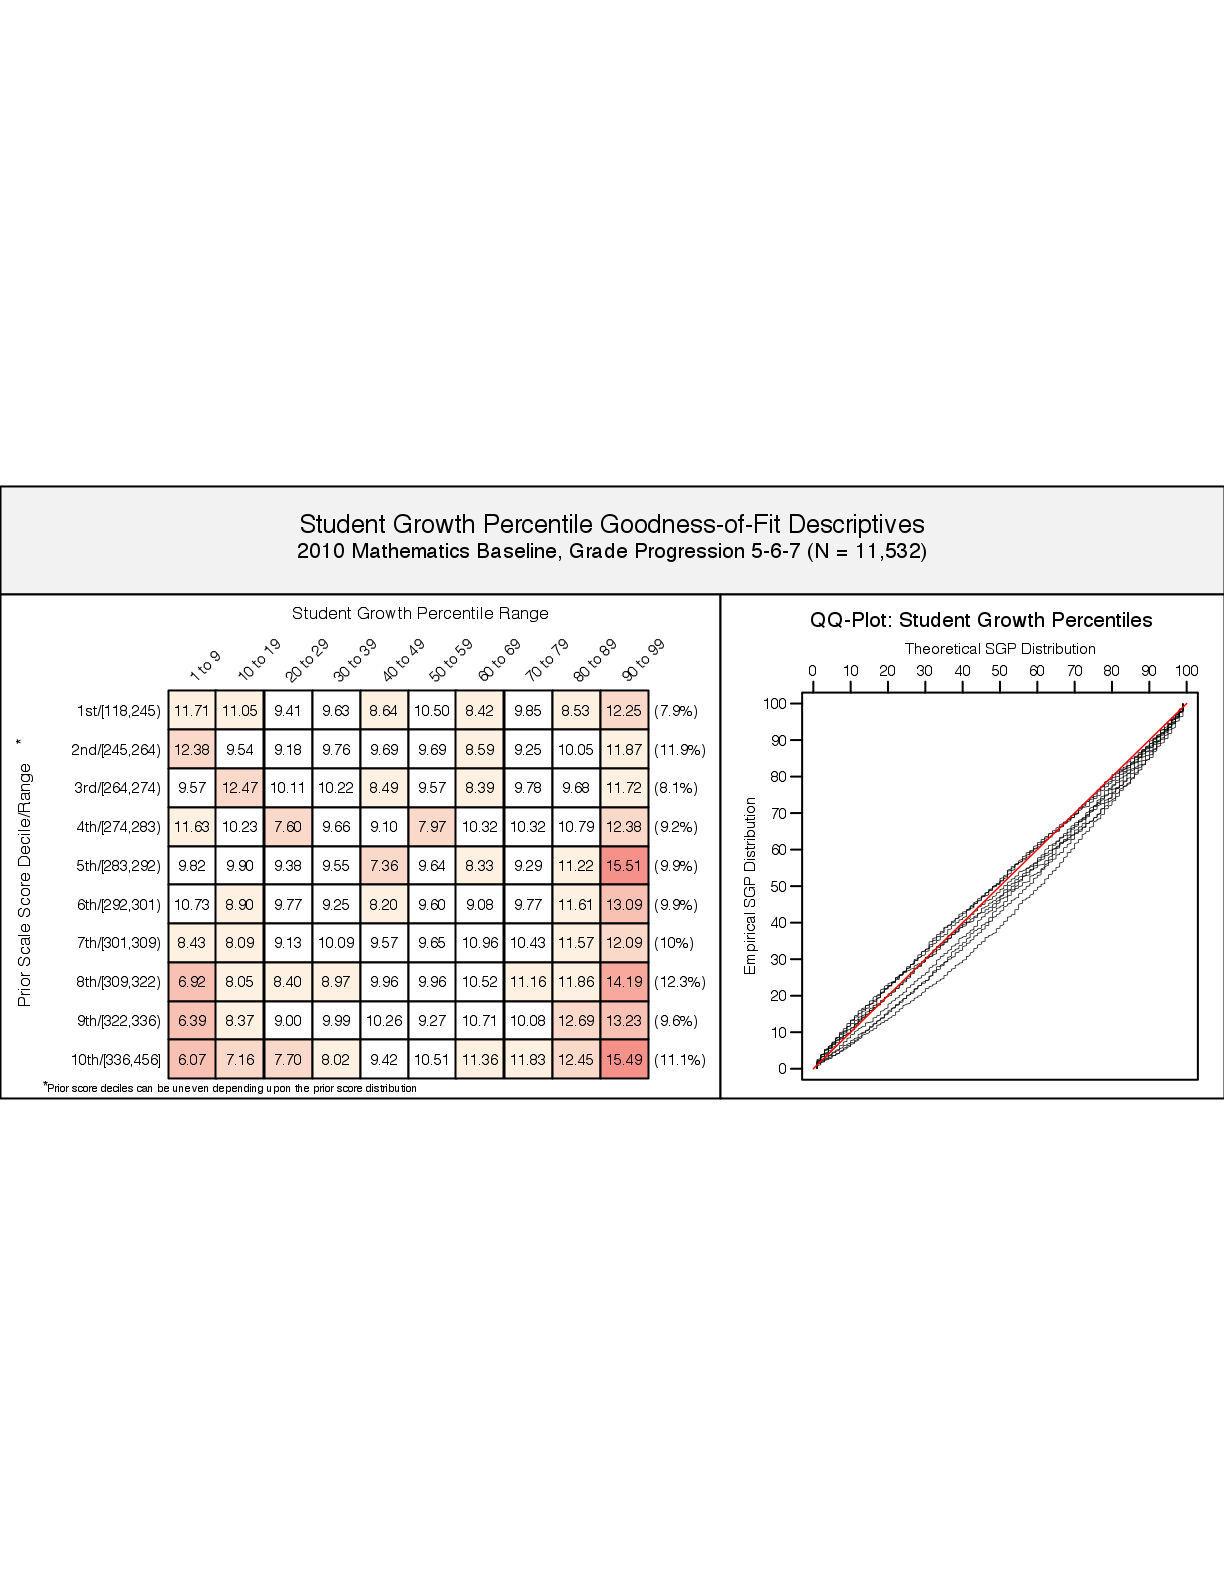 Student Growth Percentile Goodness-of-Fit Descriptives
2010 Mathematics Baseline, Grade Progression 5-6-7 (N = 11,532)
Student Growth Percentile Range
1 to 9 10 to 19 20 to 29 30 to 39 40 to 49 50 to 59 60 to 69 70 to 79 80 to 89 90 to 99
Prior Scale Score Decile/Range *
1st/[118,245) 11.71 11.05 9.41 9.63 8.64 10.50 8.42 9.85 8.53 12.25 (7.9%)
2nd/[245,264) 12.38 9.54 9.18 9.76 9.69 9.69 8.59 9.25 10.05 11.87 (11.9%)
3rd/[264,274) 9.57 12.47 10.11 10.22 8.49 9.57 8.39 9.78 9.68 11.72 (8.1%)
4th/[274,283) 11.63 10.23 7.60 9.66 9.10 7.97 10.32 10.32 10.79 12.38 (9.2%)
5th/[283,292) 9.82 9.90 9.38 9.55 7.36 9.64 8.33 9.29 11.22 15.51 (9.9%)
6th/[292,301) 10.73 8.90 9.77 9.25 8.20 9.60 9.08 9.77 11.61 13.09 (9.9%)
7th/[301,309) 8.43 8.09 9.13 10.09 9.57 9.65 10.96 10.43 11.57 12.09 (10%)
8th/[309,322) 6.92 8.05 8.40 8.97 9.96 9.96 10.52 11.16 11.86 14.19 (12.3%)
9th/[322,336) 6.39 8.37 9.00 9.99 10.26 9.27 10.71 10.08 12.69 13.23 (9.6%)
10th/[336,456] 6.07 7.16 7.70 8.02 9.42 10.51 11.36 11.83 12.45 15.49 (11.1%)
*Prior score deciles can be uneven depending upon the prior score distribution
QQ-Plot: Student Growth Percentiles
Theoretical SGP Distribution
0 10 20 30 40 50 60 70 80 90 100
Empirical SGP Distribution
100
90
80
70
60
50
40
30
20
10
0